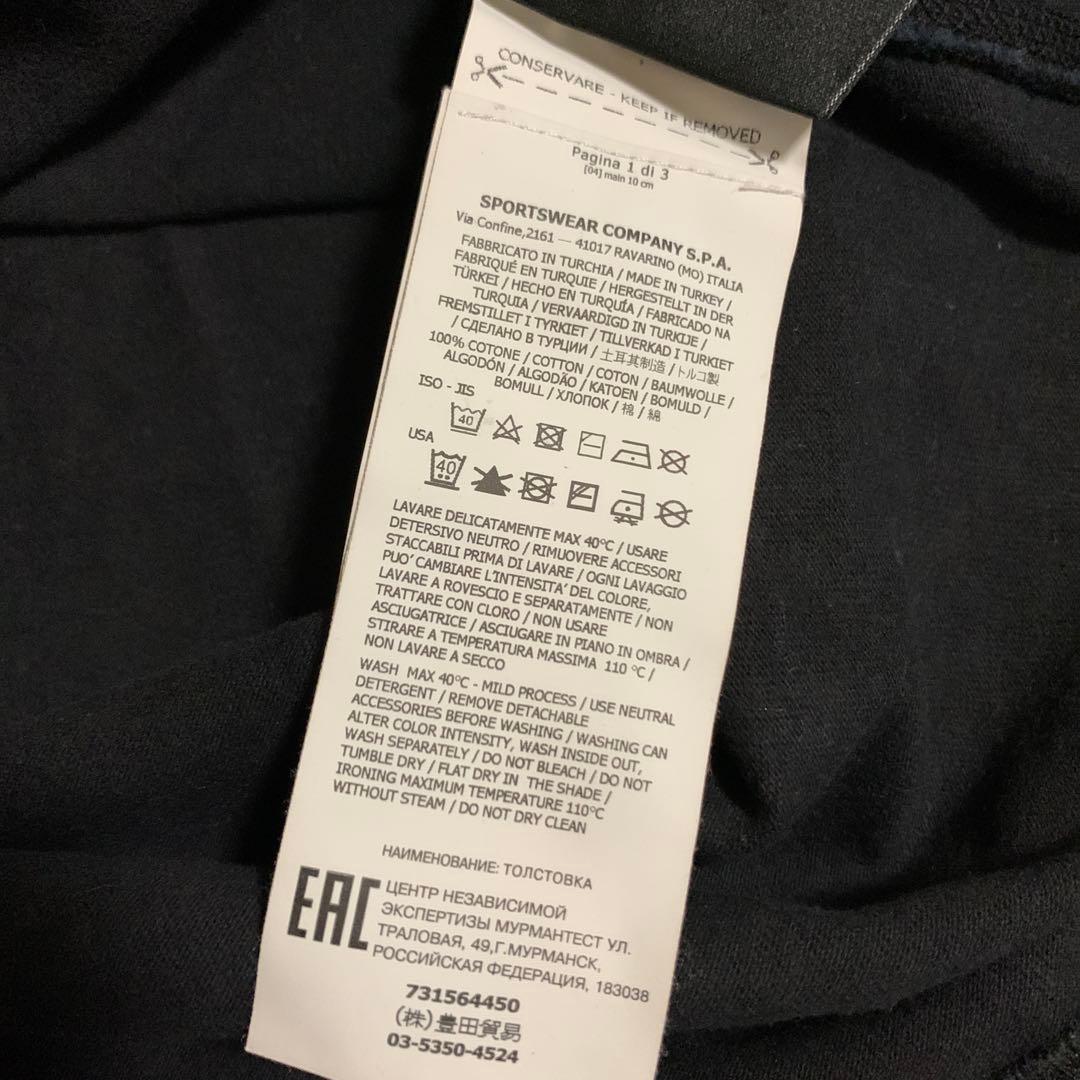 CONSERVARE - KEEP IF REMOVED
Pagina 1 di 3
[04] main 10 cm
SPORTSWEAR COMPANY S.P.A.
Via Confine,2161 — 41017 RAVARINO (MO) ITALIA
FABBRICATO IN TURCHIA / MADE IN TURKEY /
FABRIQUÉ EN TURQUIE / HERGESTELLT IN DER
TÜRKEI / HECHO EN TURQUÍA / FABRICADO NA
TURQUIA / VERVAARDIGD IN TURKIJE /
FREMSTILLET I TYRKIET / TILLVERKAD I TURKIET
/ СДЕЛАНО В ТУРЦИИ / 土耳其制造 / トルコ製
100% COTONE / COTTON / COTON / BAUMWOLLE /
ALGODÓN / ALGODÃO / KATOEN / BOMULD /
BOMULL / ХЛОПОК / 棉 / 綿
ISO - JIS
40
USA
40
LAVARE DELICATAMENTE MAX 40°C / USARE
DETERSIVO NEUTRO / RIMUOVERE ACCESSORI
STACCABILI PRIMA DI LAVARE / OGNI LAVAGGIO
PUO' CAMBIARE L'INTENSITA' DEL COLORE,
LAVARE A ROVESCIO E SEPARATAMENTE / NON
TRATTARE CON CLORO / NON USARE
ASCIUGATRICE / ASCIUGARE IN PIANO IN OMBRA /
STIRARE A TEMPERATURA MASSIMA 110 °C /
NON LAVARE A SECCO
WASH MAX 40°C - MILD PROCESS / USE NEUTRAL
DETERGENT / REMOVE DETACHABLE
ACCESSORIES BEFORE WASHING / WASHING CAN
ALTER COLOR INTENSITY, WASH INSIDE OUT,
WASH SEPARATELY / DO NOT BLEACH / DO NOT
TUMBLE DRY / FLAT DRY IN THE SHADE /
IRONING MAXIMUM TEMPERATURE 110°C
WITHOUT STEAM / DO NOT DRY CLEAN
НАИМЕНОВАНИЕ: ТОЛСТОВКА
EAC
ЦЕНТР НЕЗАВИСИМОЙ
ЭКСПЕРТИЗЫ МУРМАНТЕСТ УЛ.
ТРАЛОВАЯ, 49,Г.МУРМАНСК,
РОССИЙСКАЯ ФЕДЕРАЦИЯ, 183038
731564450
(株)豊田貿易
03-5350-4524